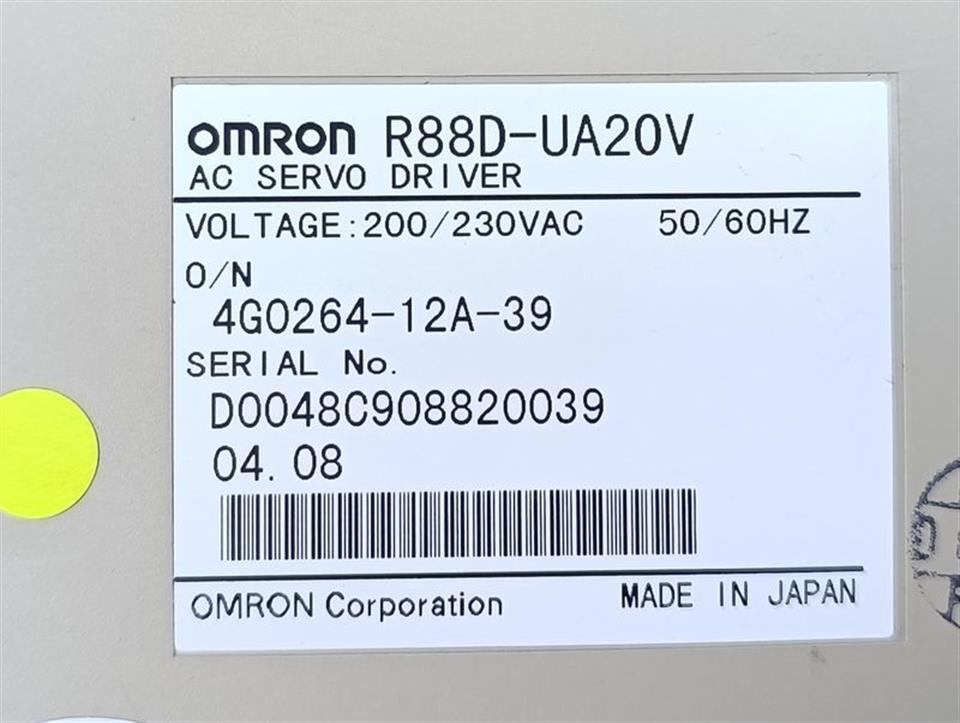 OMRON R88D-UA20V
AC SERVO DRIVER
VOLTAGE:200/230VAC 50/60HZ
O/N
4G0264-12A-39
SERIAL No.
D0048C908820039
04.08
OMRON Corporation MADE IN JAPAN